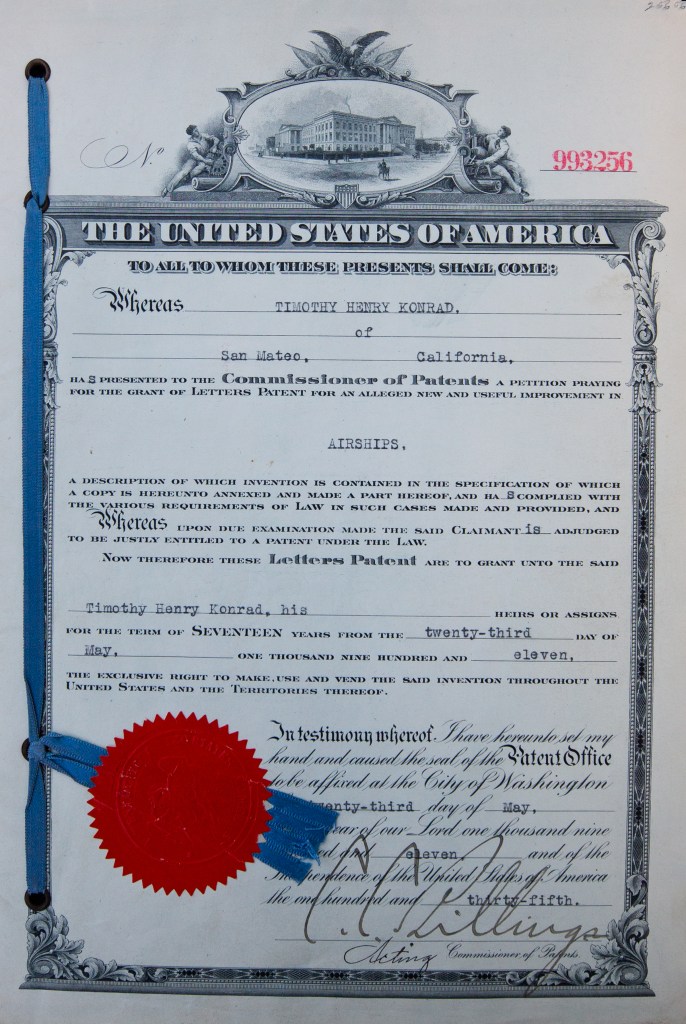 No.
993256
THE UNITED STATES OF AMERICA
TO ALL TO WHOM THESE PRESENTS SHALL COME:
Whereas TIMOTHY HENRY KONRAD,
of
San Mateo, California,
HAS PRESENTED TO THE Commissioner of Patents A PETITION PRAYING
FOR THE GRANT OF LETTERS PATENT FOR AN ALLEGED NEW AND USEFUL IMPROVEMENT IN
AIRSHIPS,
A DESCRIPTION OF WHICH INVENTION IS CONTAINED IN THE SPECIFICATION OF WHICH
A COPY IS HEREUNTO ANNEXED AND MADE A PART HEREOF, AND HAS COMPLIED WITH
THE VARIOUS REQUIREMENTS OF LAW IN SUCH CASES MADE AND PROVIDED, AND
Whereas UPON DUE EXAMINATION MADE THE SAID CLAIMANT is ADJUDGED
TO BE JUSTLY ENTITLED TO A PATENT UNDER THE LAW.
NOW THEREFORE THESE Letters Patent ARE TO GRANT UNTO THE SAID
Timothy Henry Konrad, his HEIRS OR ASSIGNS
FOR THE TERM OF SEVENTEEN YEARS FROM THE twenty-third DAY OF
May, ONE THOUSAND NINE HUNDRED AND eleven,
THE EXCLUSIVE RIGHT TO MAKE, USE AND VEND THE SAID INVENTION THROUGHOUT THE
UNITED STATES AND THE TERRITORIES THEREOF.
In testimony whereof, I have hereunto set my
hand and caused the seal of the Patent Office
to be affixed at the City of Washington
twenty-third day of May,
year of our Lord one thousand nine
and eleven, and of the
Independence of the United States of America
the one hundred and thirty-fifth.
C. C. Billings
Acting Commissioner of Patents